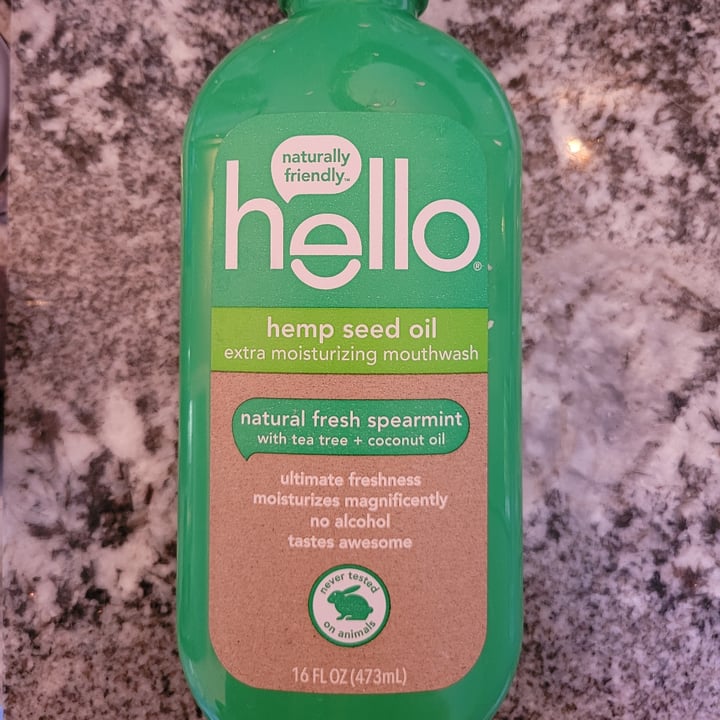 naturally
friendly™
hello®
hemp seed oil
extra moisturizing mouthwash
natural fresh spearmint
with tea tree + coconut oil
ultimate freshness
moisturizes magnificently
no alcohol
tastes awesome
never tested
on animals
16 FL OZ (473mL)